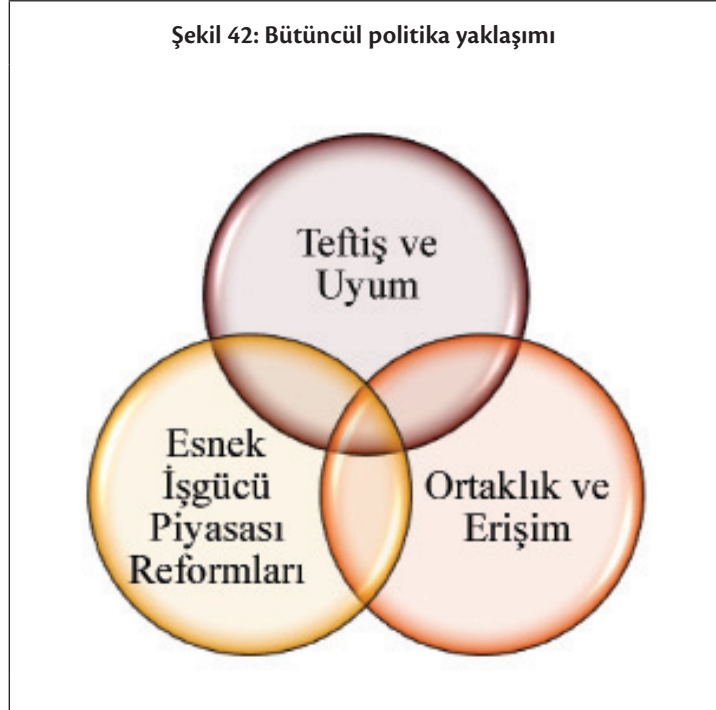 Şekil 42: Bütüncül politika yaklaşımı
Teftiş ve
Uyum
Esnek
İşgücü
Piyasası
Reformları
Ortaklık ve
Erişim